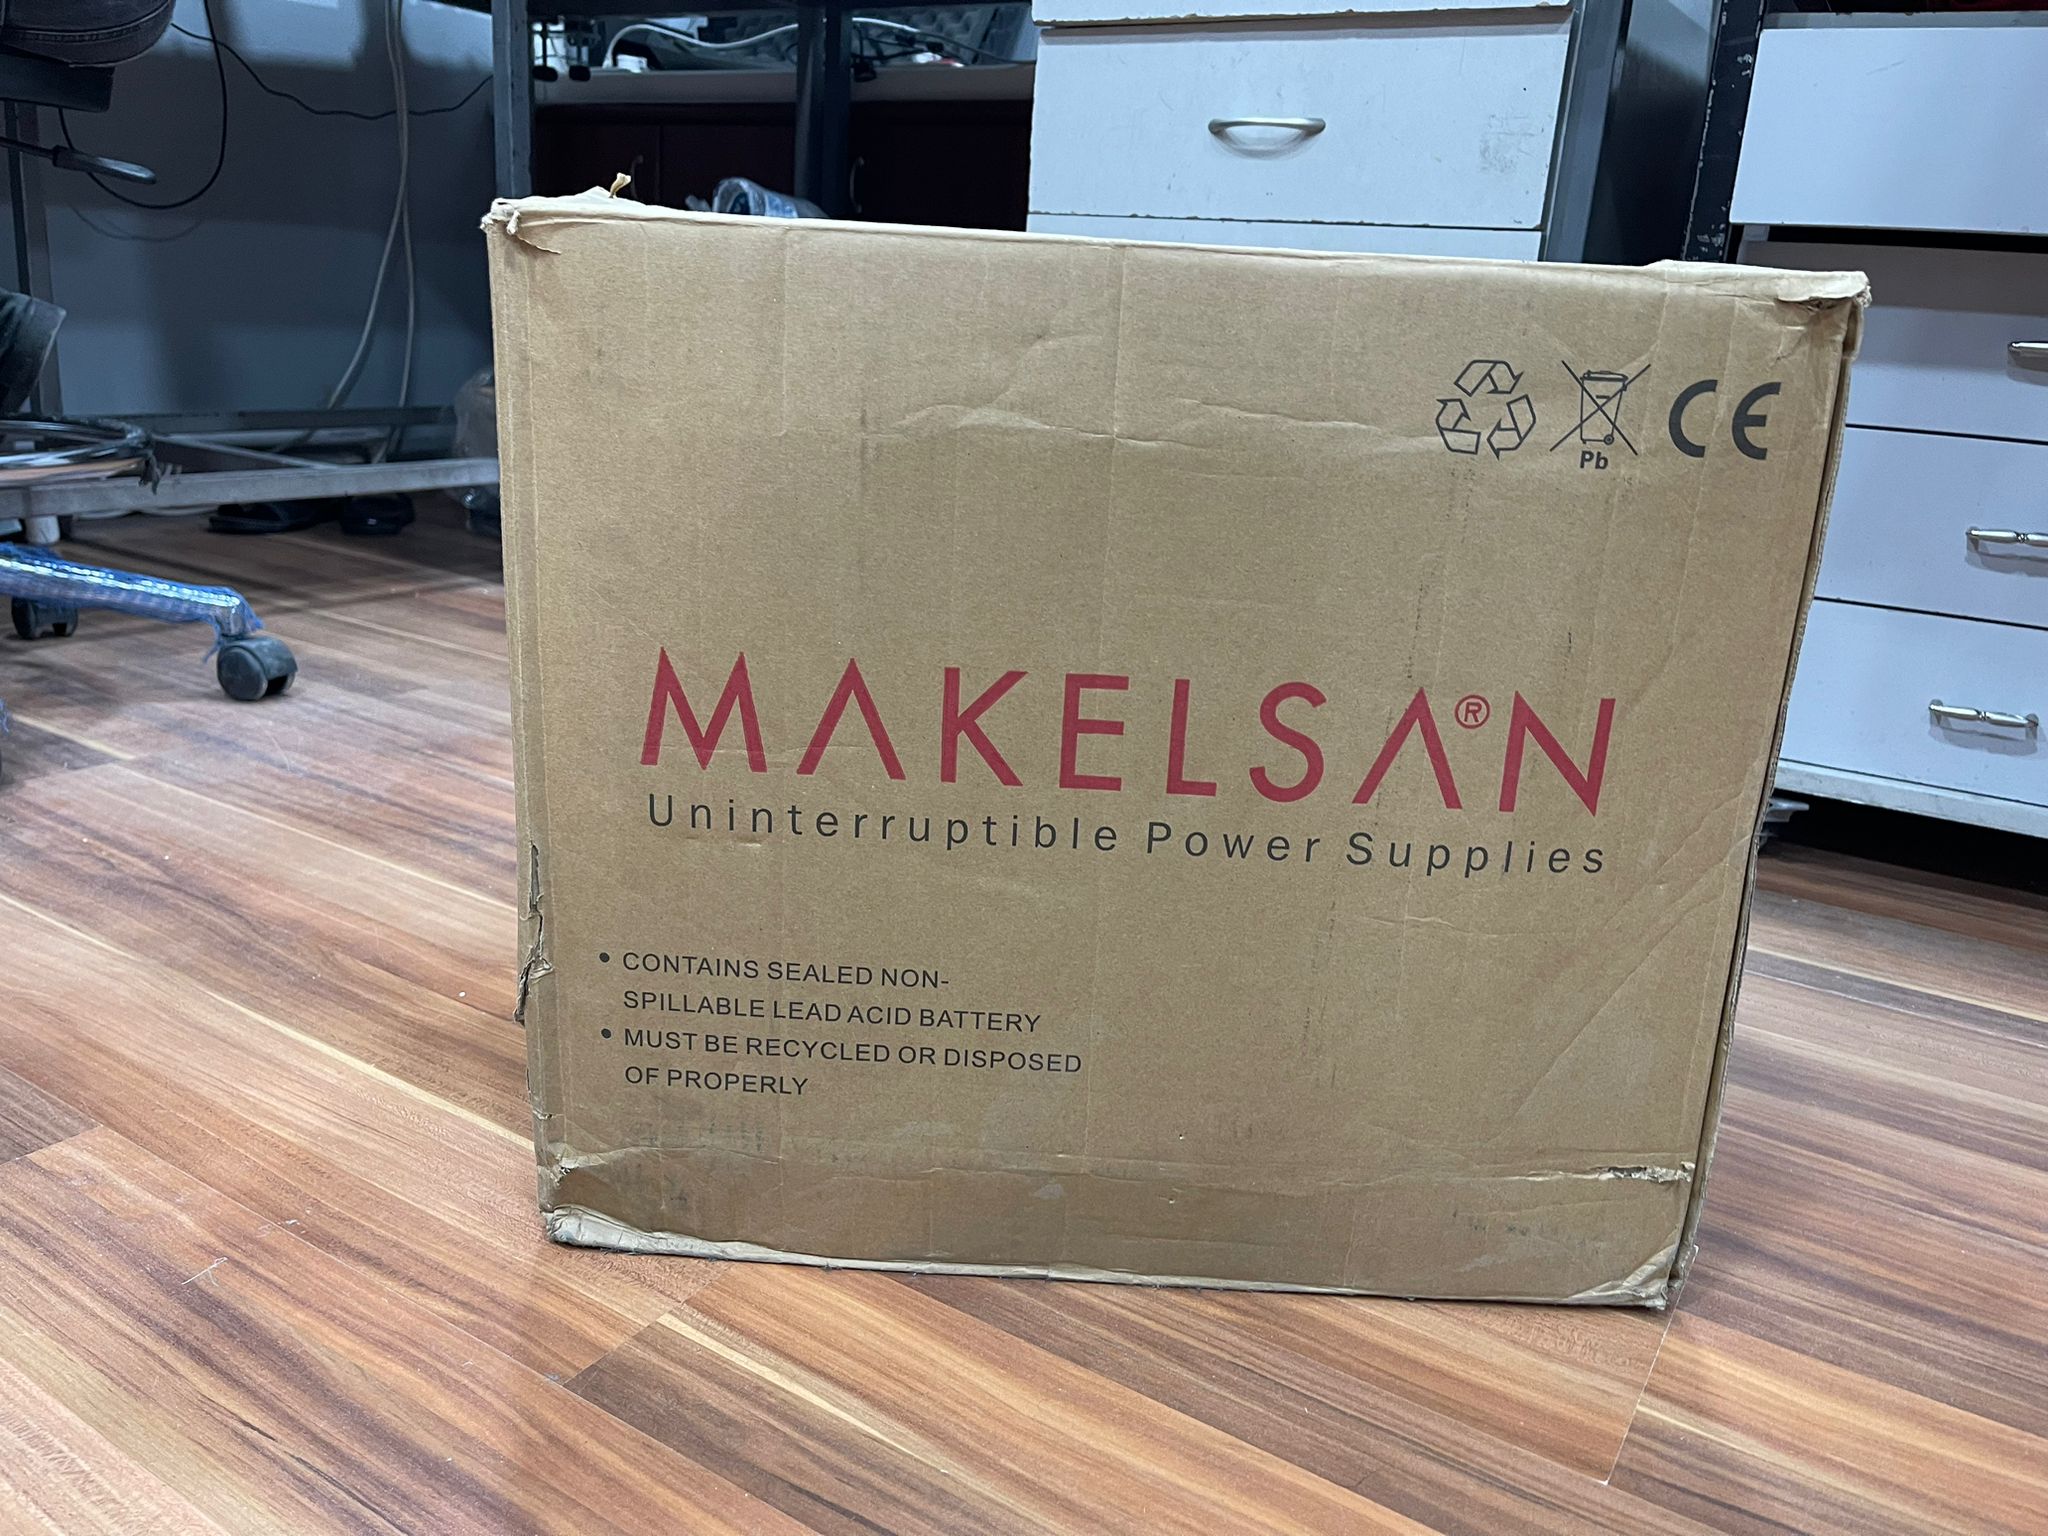 Pb
CE
MAKELSAN®
Uninterruptible Power Supplies
• CONTAINS SEALED NON-
SPILLABLE LEAD ACID BATTERY
• MUST BE RECYCLED OR DISPOSED
OF PROPERLY